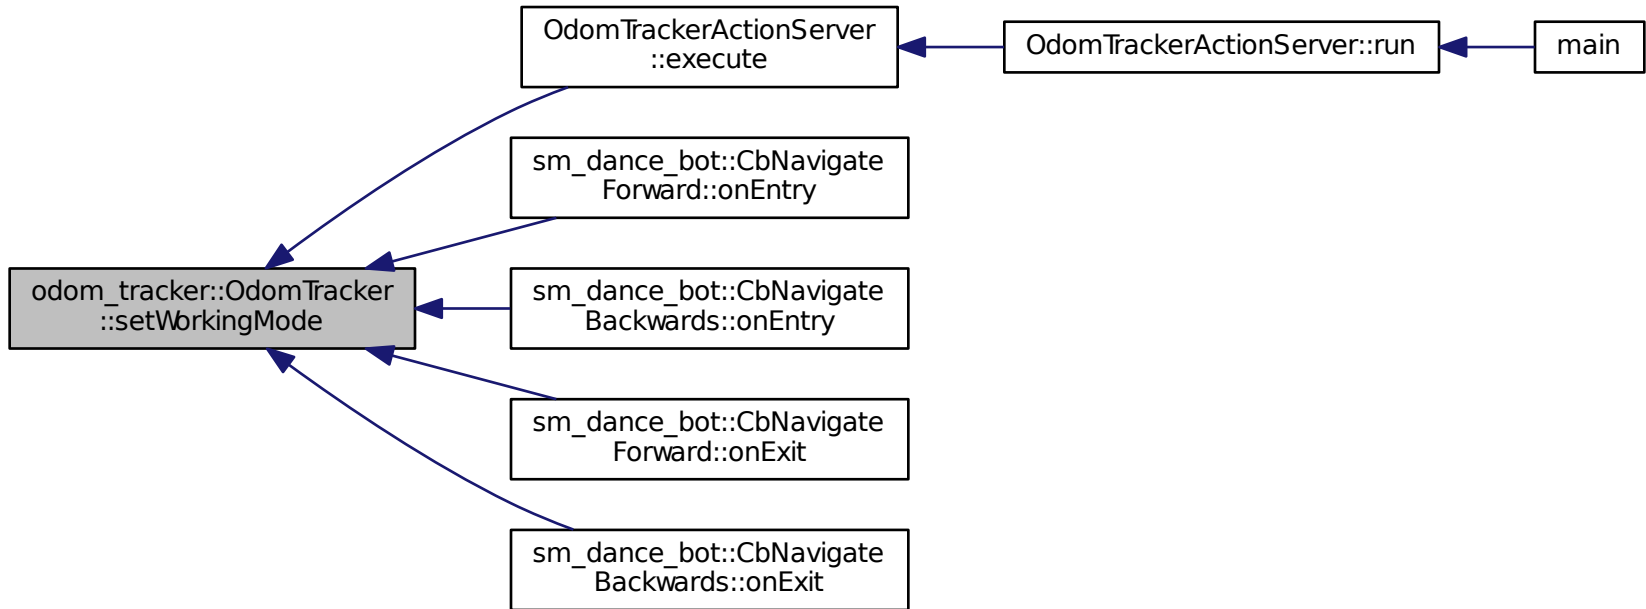 OdomTrackerActionServer
::execute
OdomTrackerActionServer::run
main
sm_dance_bot::CbNavigate
Forward::onEntry
odom_tracker::OdomTracker
::setWorkingMode
sm_dance_bot::CbNavigate
Backwards::onEntry
sm_dance_bot::CbNavigate
Forward::onExit
sm_dance_bot::CbNavigate
Backwards::onExit